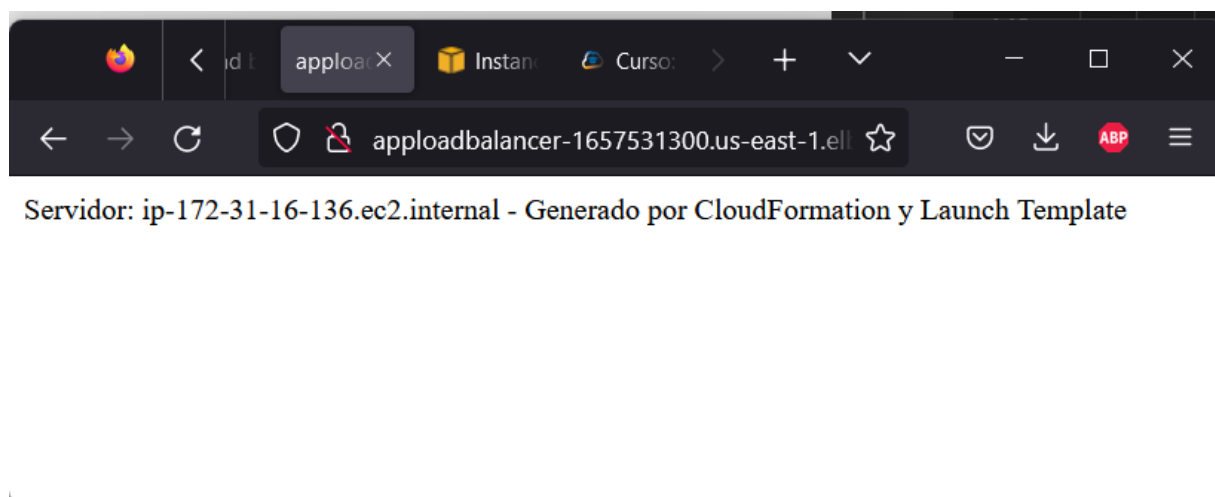 apploa
Instan
Curso:
apploadbalancer-1657531300.us-east-1.el
ABP
Servidor: ip-172-31-16-136.ec2.internal - Generado por CloudFormation y Launch Template